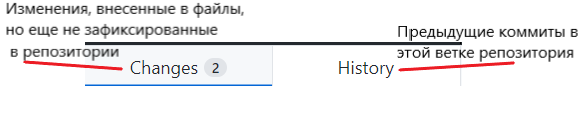 Изменения, внесенные в файлы,
но еще не зафиксированные
в репозитории
Предыдущие коммиты в
этой ветке репозитория
Changes 2
History